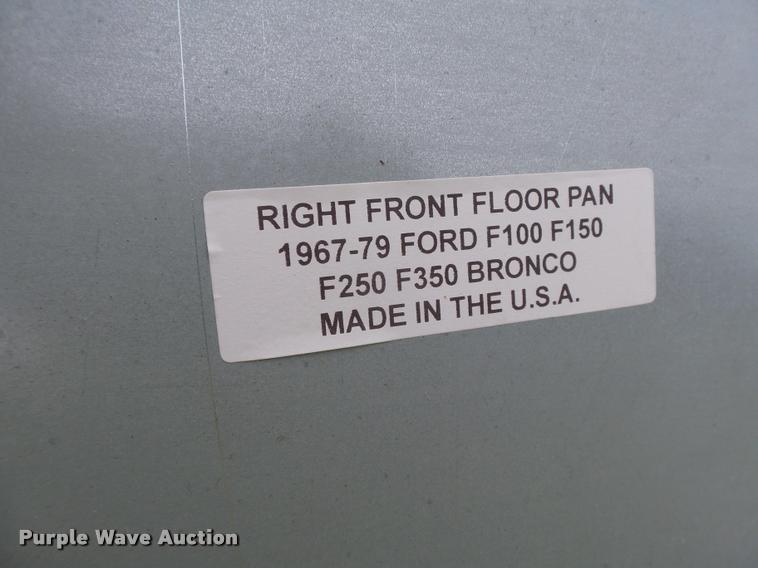 RIGHT FRONT FLOOR PAN
1967-79 FORD F100 F150
F250 F350 BRONCO
MADE IN THE U.S.A.
Purple Wave Auction